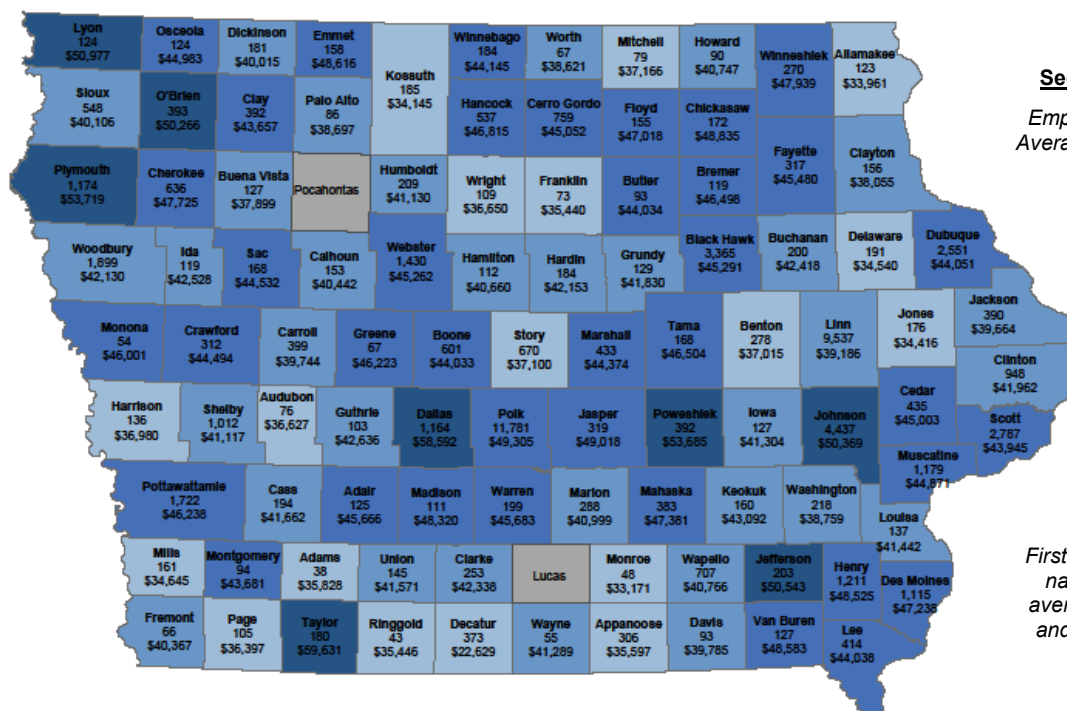 Lyon
124
$50,977
Osceola
124
$44,983
Dickinson
181
$40,015
Emmet
158
$48,616
Kossuth
185
$34,145
Winnebago
184
$44,145
Worth
67
$38,621
Mitchell
79
$37,166
Howard
90
$40,747
Winneshiek
270
$47,939
Allamakee
123
$33,961
Sioux
548
$40,106
O'Brien
393
$50,266
Clay
392
$43,657
Palo Alto
86
$38,697
Hancock
537
$46,815
Cerro Gordo
759
$45,052
Floyd
155
$47,018
Chickasaw
172
$48,835
Plymouth
1,174
$53,719
Cherokee
636
$47,725
Buena Vista
127
$37,899
Pocahontas
Humboldt
209
$41,130
Wright
109
$36,650
Franklin
73
$35,440
Butler
93
$44,034
Bremer
119
$46,498
Fayette
317
$45,480
Clayton
156
$38,055
Woodbury
1,899
$42,130
Ida
119
$42,528
Sac
168
$44,532
Calhoun
153
$40,442
Webster
1,430
$45,262
Hamilton
112
$40,660
Hardin
184
$42,153
Grundy
129
$41,830
Black Hawk
3,365
$45,291
Buchanan
200
$42,418
Delaware
191
$34,540
Dubuque
2,551
$44,051
Monona
54
$46,001
Crawford
312
$44,494
Carroll
399
$39,744
Greene
67
$46,223
Boone
601
$44,033
Story
670
$37,100
Marshall
433
$44,374
Tama
168
$46,504
Benton
278
$37,015
Linn
9,537
$39,186
Jones
176
$34,416
Jackson
390
$39,664
Clinton
948
$41,962
Harrison
136
$36,980
Shelby
1,012
$41,117
Audubon
76
$36,627
Guthrie
103
$42,636
Dallas
1,164
$58,592
Polk
11,781
$49,305
Jasper
319
$49,018
Poweshiek
392
$53,685
Iowa
127
$41,304
Johnson
4,437
$50,369
Cedar
435
$45,003
Scott
2,787
$43,945
Muscatine
1,179
$44,871
Pottawattamie
1,722
$46,238
Cass
194
$41,662
Adair
125
$45,666
Madison
111
$48,320
Warren
199
$45,683
Marion
288
$40,999
Mahaska
383
$47,381
Keokuk
160
$43,092
Washington
218
$38,759
Louisa
137
$41,442
Mills
161
$34,645
Montgomery
94
$43,681
Adams
38
$35,828
Union
145
$41,571
Clarke
253
$42,338
Lucas
Monroe
48
$33,171
Wapello
707
$40,766
Jefferson
203
$50,543
Henry
1,211
$48,525
Des Moines
1,115
$47,238
Fremont
66
$40,367
Page
105
$36,397
Taylor
180
$59,631
Ringgold
43
$35,446
Decatur
373
$22,629
Wayne
55
$41,289
Appanoose
306
$35,597
Davis
93
$39,785
Van Buren
127
$48,583
Lee
414
$44,038
Se
Emp
Avera
First
na
aver
and